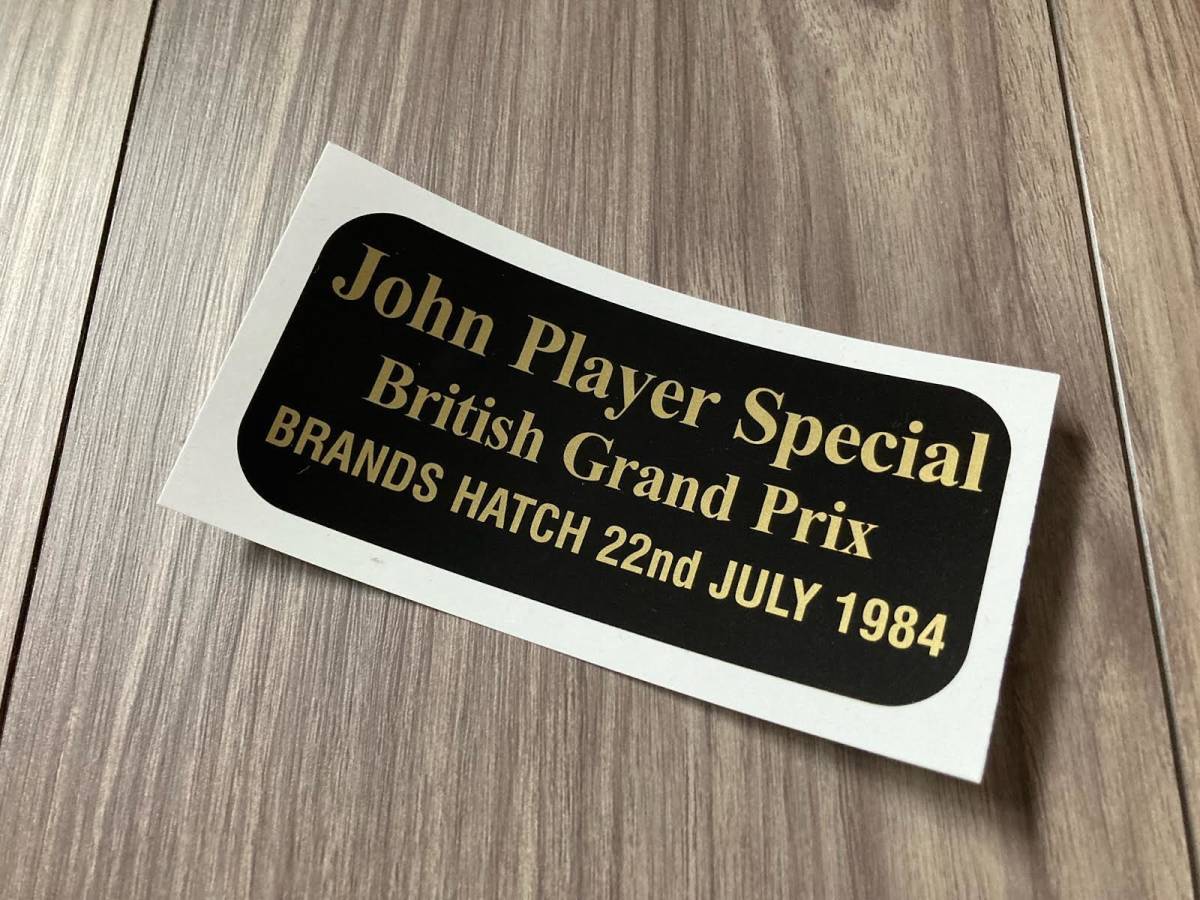 John Player Special
British Grand Prix
BRANDS HATCH 22nd JULY 1984